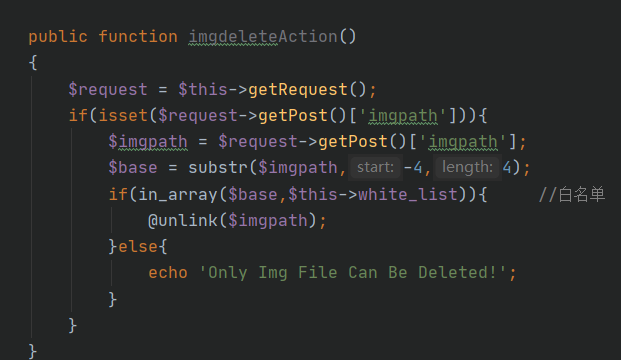 public function imgdeleteAction()
{
$request = $this->getRequest();
if(isset($request->getPost()['imgpath'])){
$imgpath = $request->getPost()['imgpath'];
$base = substr($imgpath, start: -4, length: 4);
if(in_array($base,$this->white_list)){ //白名单
@unlink($imgpath);
}else{
echo 'Only Img File Can Be Deleted!';
}
}
}